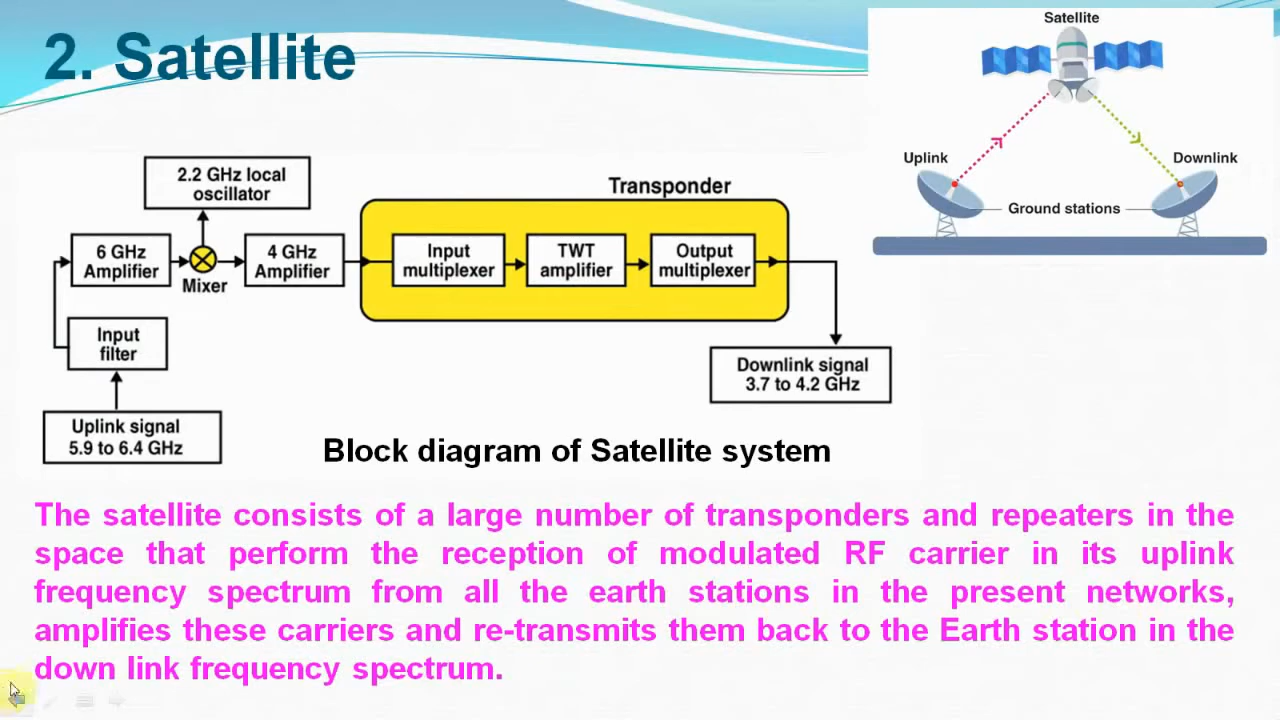 2. Satellite
Satellite
Uplink
Downlink
Ground stations
2.2 GHz local
oscillator
Transponder
6 GHz
Amplifier
Mixer
4 GHz
Amplifier
Input
multiplexer
TWT
amplifier
Output
multiplexer
Input
filter
Uplink signal
5.9 to 6.4 GHz
Downlink signal
3.7 to 4.2 GHz
Block diagram of Satellite system
The satellite consists of a large number of transponders and repeaters in the
space that perform the reception of modulated RF carrier in its uplink
frequency spectrum from all the earth stations in the present networks,
amplifies these carriers and re-transmits them back to the Earth station in the
down link frequency spectrum.